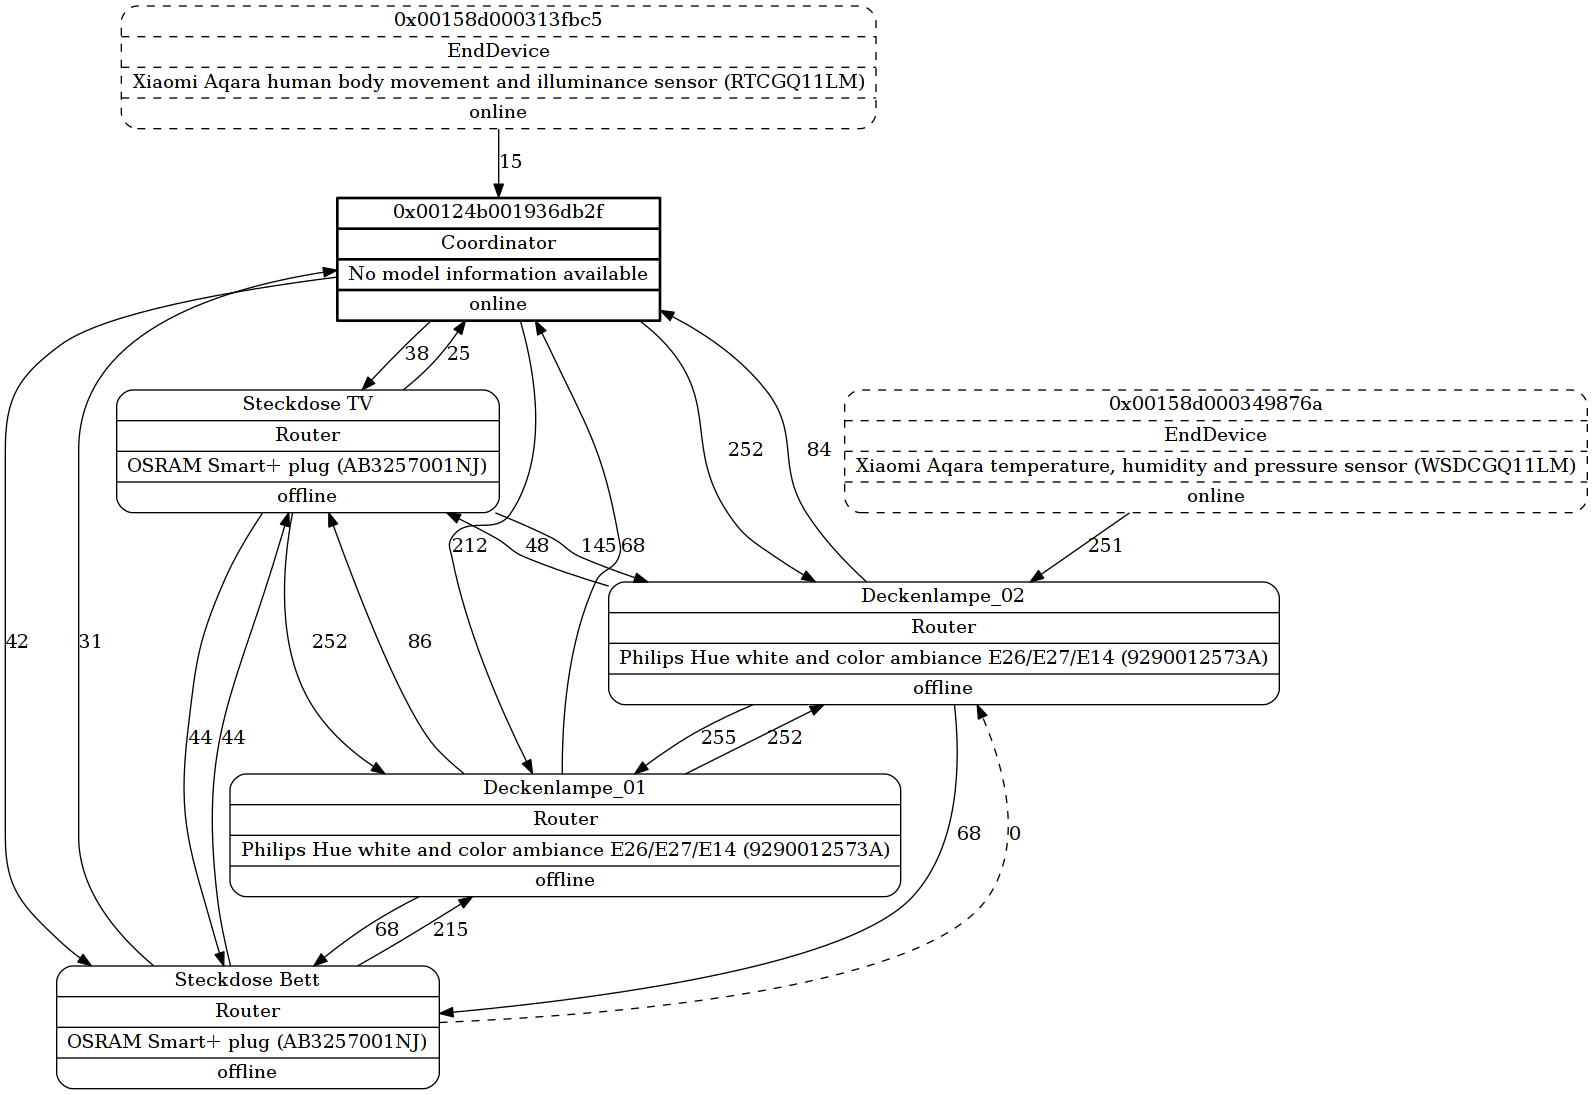 0x00158d000313fbc5
EndDevice
Xiaomi Aqara human body movement and illuminance sensor (RTCGQ11LM)
online
15
0x00124b001936db2f
Coordinator
No model information available
online
38
25
Steckdose TV
Router
OSRAM Smart+ plug (AB3257001NJ)
offline
252
84
0x00158d000349876a
EndDevice
Xiaomi Aqara temperature, humidity and pressure sensor (WSDCGQ11LM)
online
212
48
145
68
251
Deckenlampe_02
Router
Philips Hue white and color ambiance E26/E27/E14 (9290012573A)
offline
42
31
252
86
44
44
255
252
Deckenlampe_01
Router
Philips Hue white and color ambiance E26/E27/E14 (9290012573A)
offline
68
0
68
215
Steckdose Bett
Router
OSRAM Smart+ plug (AB3257001NJ)
offline